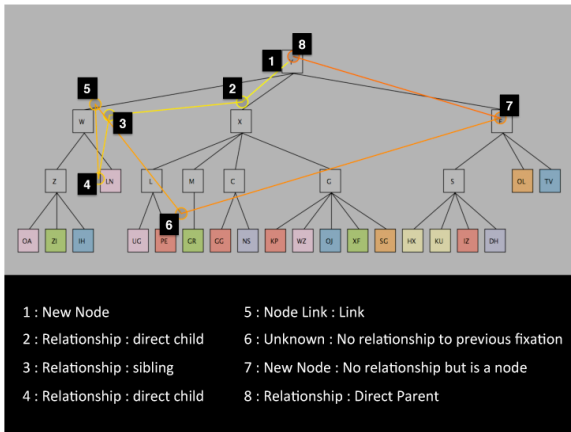 8
1
5
2
7
3
W
X
4
LN
Z
L
M
C
G
S
OL
TV
6
OA
ZI
IH
UG
PE
GR
GG
NS
KP
WZ
OJ
XF
SG
HX
KU
IZ
DH
1 : New Node
2 : Relationship : direct child
3 : Relationship : sibling
4 : Relationship : direct child
5 : Node Link : Link
6 : Unknown : No relationship to previous fixation
7 : New Node : No relationship but is a node
8 : Relationship : Direct Parent